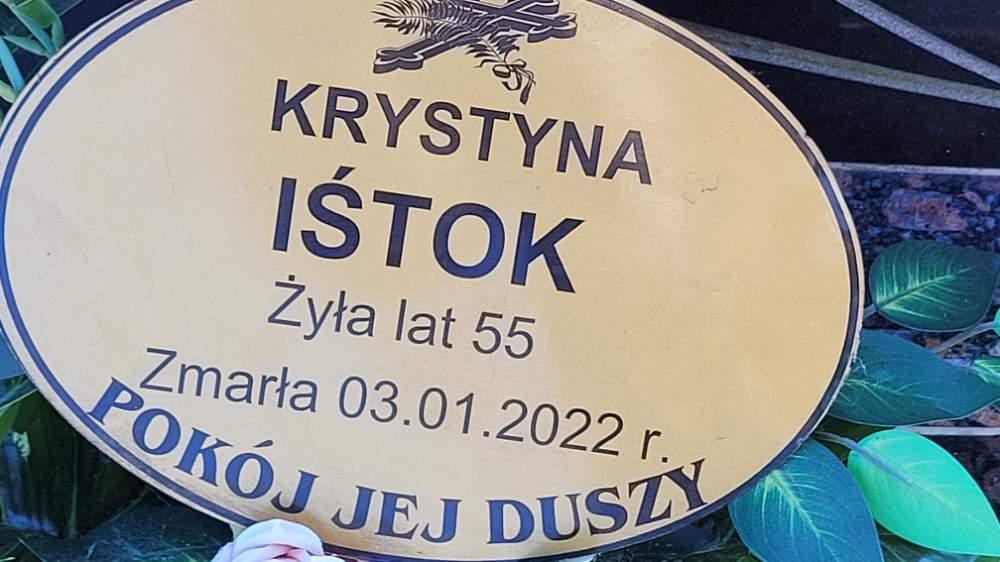 KRYSTYNA
IŚTOK
Żyła lat 55
Zmarła 03.01.2022 r.
POKÓJ JEJ DUSZY